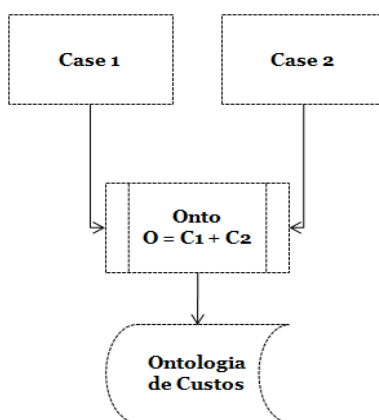 Case 1
Case 2
Onto
O = C1 + C2
Ontologia
de Custos